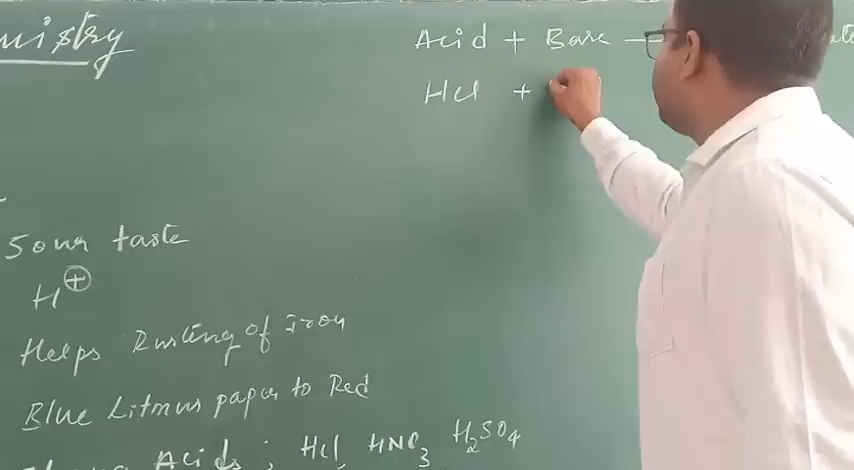 mistry
Acid + Base —
HCl +
Sour taste
H⊕
Helps Rusting of iron
Blue Litmus paper to Red
Acids ; HCl, HNO₃ H₂SO₄